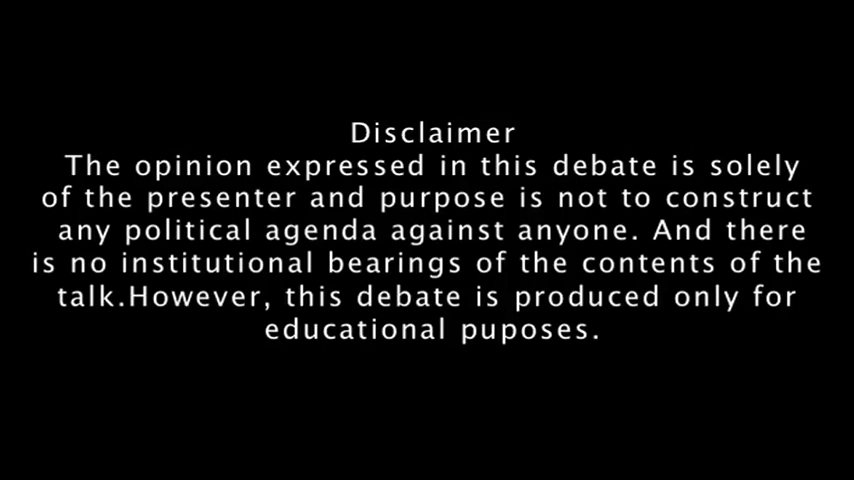 Disclaimer
The opinion expressed in this debate is solely
of the presenter and purpose is not to construct
any political agenda against anyone. And there
is no institutional bearings of the contents of the
talk.However, this debate is produced only for
educational puposes.